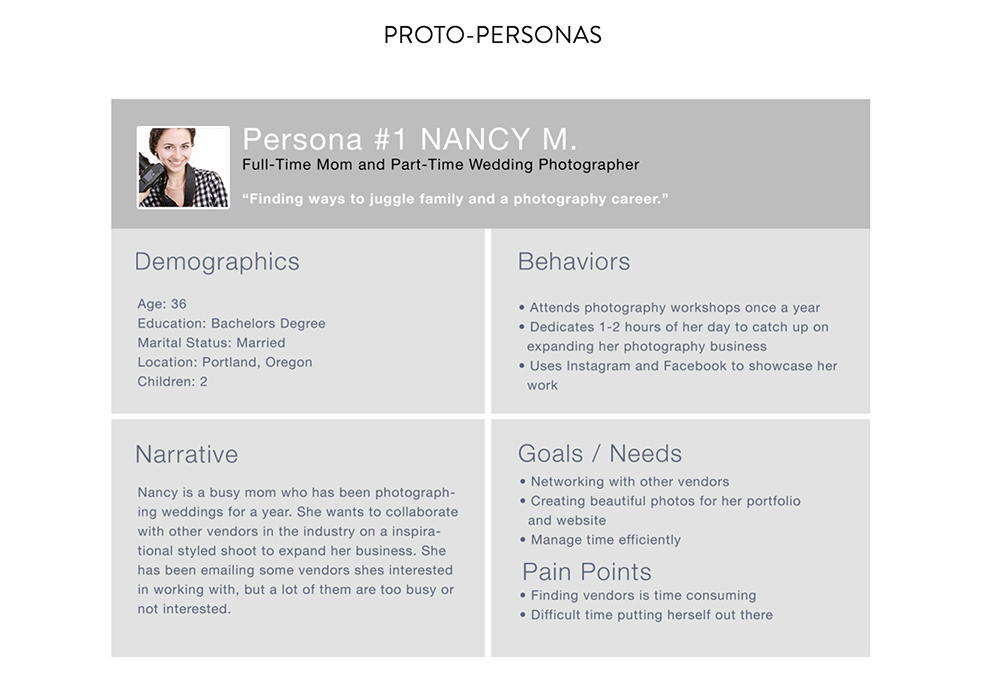 PROTO-PERSONAS
Persona #1 NANCY M.
Full-Time Mom and Part-Time Wedding Photographer
“Finding ways to juggle family and a photography career.”
Demographics
Age: 36
Education: Bachelors Degree
Marital Status: Married
Location: Portland, Oregon
Children: 2
Behaviors
• Attends photography workshops once a year
• Dedicates 1-2 hours of her day to catch up on
expanding her photography business
• Uses Instagram and Facebook to showcase her
work
Narrative
Nancy is a busy mom who has been photograph-
ing weddings for a year. She wants to collaborate
with other vendors in the industry on a inspira-
tional styled shoot to expand her business. She
has been emailing some vendors shes interested
in working with, but a lot of them are too busy or
not interested.
Goals / Needs
• Networking with other vendors
• Creating beautiful photos for her portfolio
and website
• Manage time efficiently
Pain Points
• Finding vendors is time consuming
• Difficult time putting herself out there